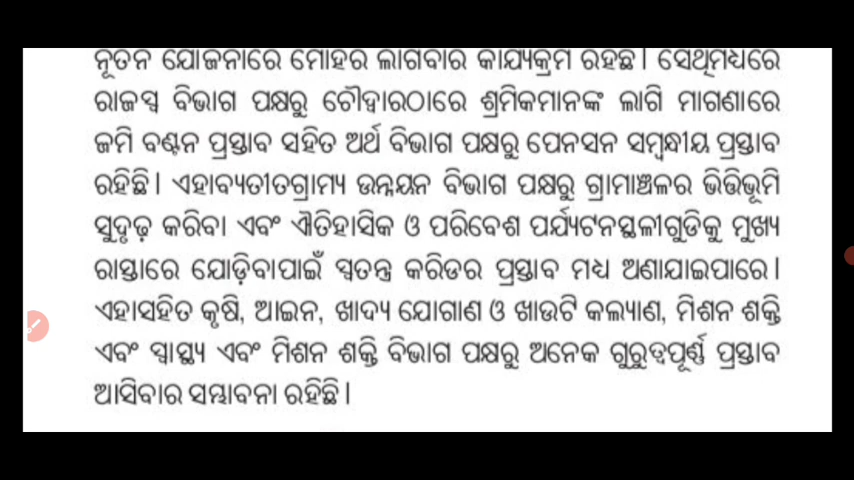 ନୂତନ ଯୋଜନାରେ ମୋହର ଲାଗିବାର କାର୍ଯ୍ୟକ୍ରମ ରହିଛି। ସେଥିମଧ୍ୟରେ
ରାଜସ୍ୱ ବିଭାଗ ପକ୍ଷରୁ ଚୌଦ୍ୱାରଠାରେ ଶ୍ରମିକମାନଙ୍କ ଲାଗି ମାଗଣାରେ
ଜମି ବଣ୍ଟନ ପ୍ରସ୍ତାବ ସହିତ ଅର୍ଥ ବିଭାଗ ପକ୍ଷରୁ ପେନସନ ସମ୍ବନ୍ଧୀୟ ପ୍ରସ୍ତାବ
ରହିଛି। ଏହାବ୍ୟତୀତଗ୍ରାମ୍ୟ ଉନ୍ନୟନ ବିଭାଗ ପକ୍ଷରୁ ଗ୍ରାମାଞ୍ଚଳର ଭିତ୍ତିଭୂମି
ସୁଦୃଢ଼ କରିବା ଏବଂ ଐତିହାସିକ ଓ ପରିବେଶ ପର୍ଯ୍ୟଟନସ୍ଥଳୀଗୁଡିକୁ ମୁଖ୍ୟ
ରାସ୍ତାରେ ଯୋଡ଼ିବାପାଇଁ ସ୍ୱତନ୍ତ୍ର କରିଡର ପ୍ରସ୍ତାବ ମଧ୍ୟ ଅଣାଯାଇପାରେ।
ଏହାସହିତ କୃଷି, ଆଇନ, ଖାଦ୍ୟ ଯୋଗାଣ ଓ ଖାଉଟି କଲ୍ୟାଣ, ମିଶନ ଶକ୍ତି
ଏବଂ ସ୍ୱାସ୍ଥ୍ୟ ଏବଂ ମିଶନ ଶକ୍ତି ବିଭାଗ ପକ୍ଷରୁ ଅନେକ ଗୁରୁତ୍ୱପୂର୍ଣ୍ଣ ପ୍ରସ୍ତାବ
ଆସିବାର ସମ୍ଭାବନା ରହିଛି।